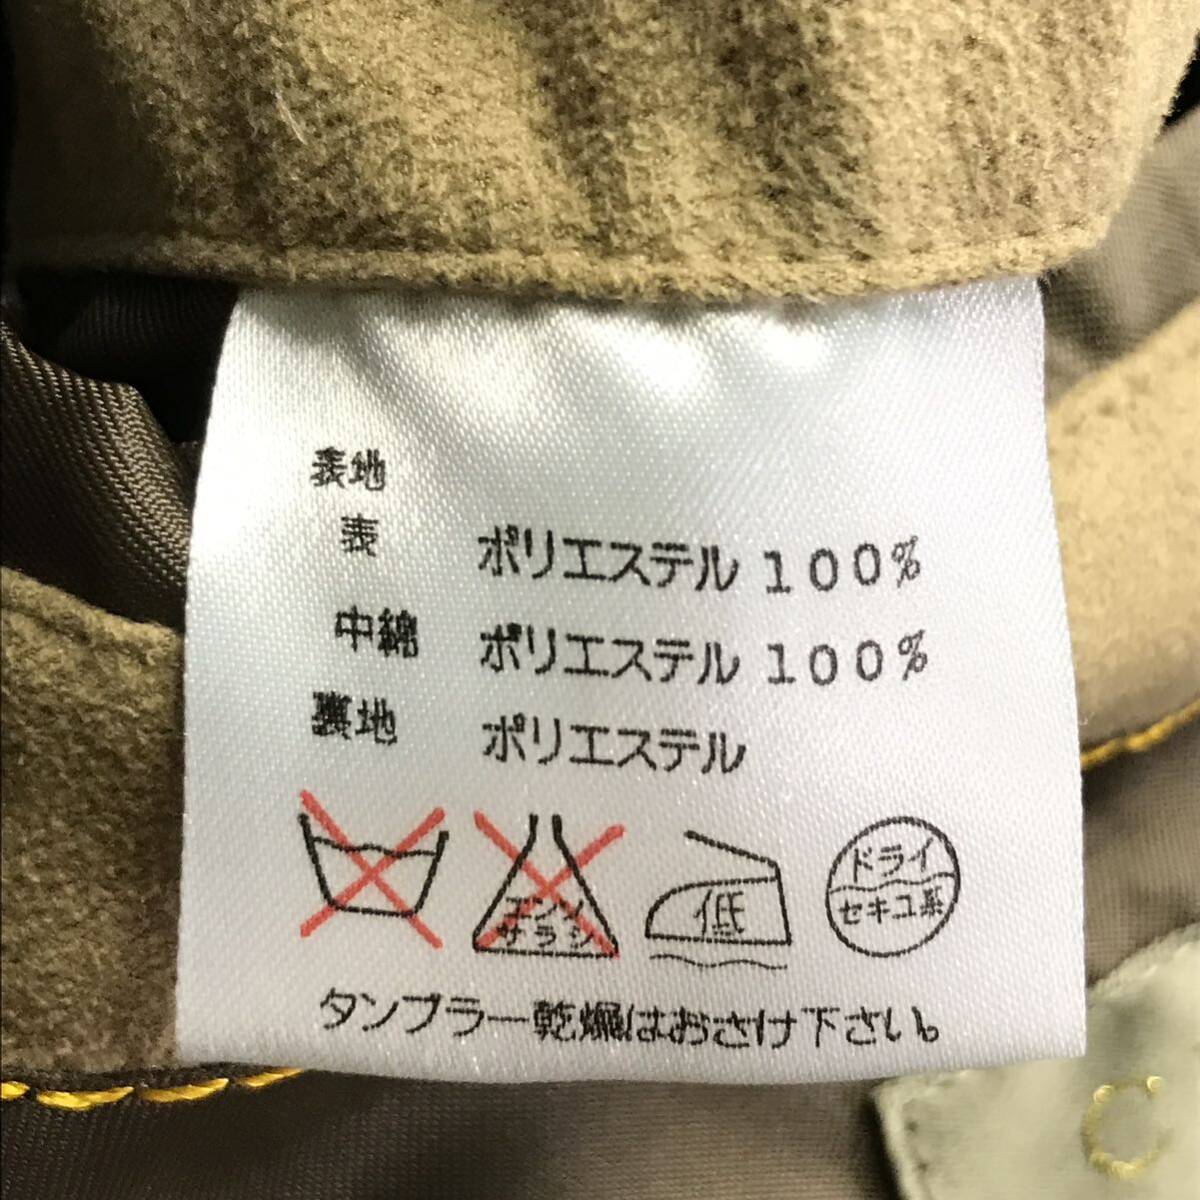 表地
表 ポリエステル 100%
中綿 ポリエステル 100%
裏地 ポリエステル
エンソ
サラシ
低
ドライ
セキユ系
タンブラー乾燥はおさけ下さい。